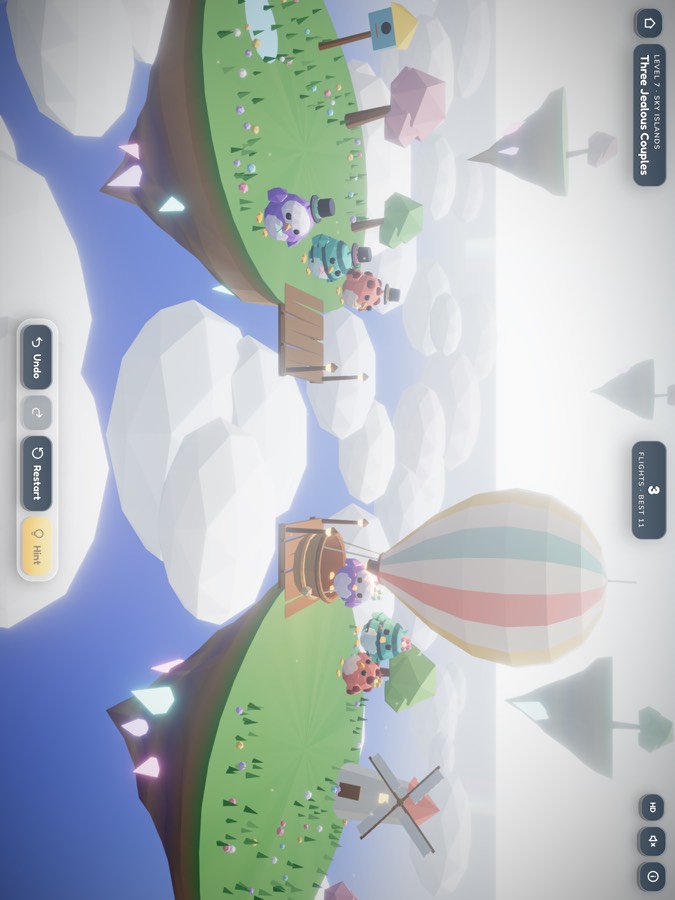 LEVEL 7 · SKY ISLANDS
Three Jealous Couples
3
FLIGHTS · BEST 11
HD
Undo
Restart
Hint